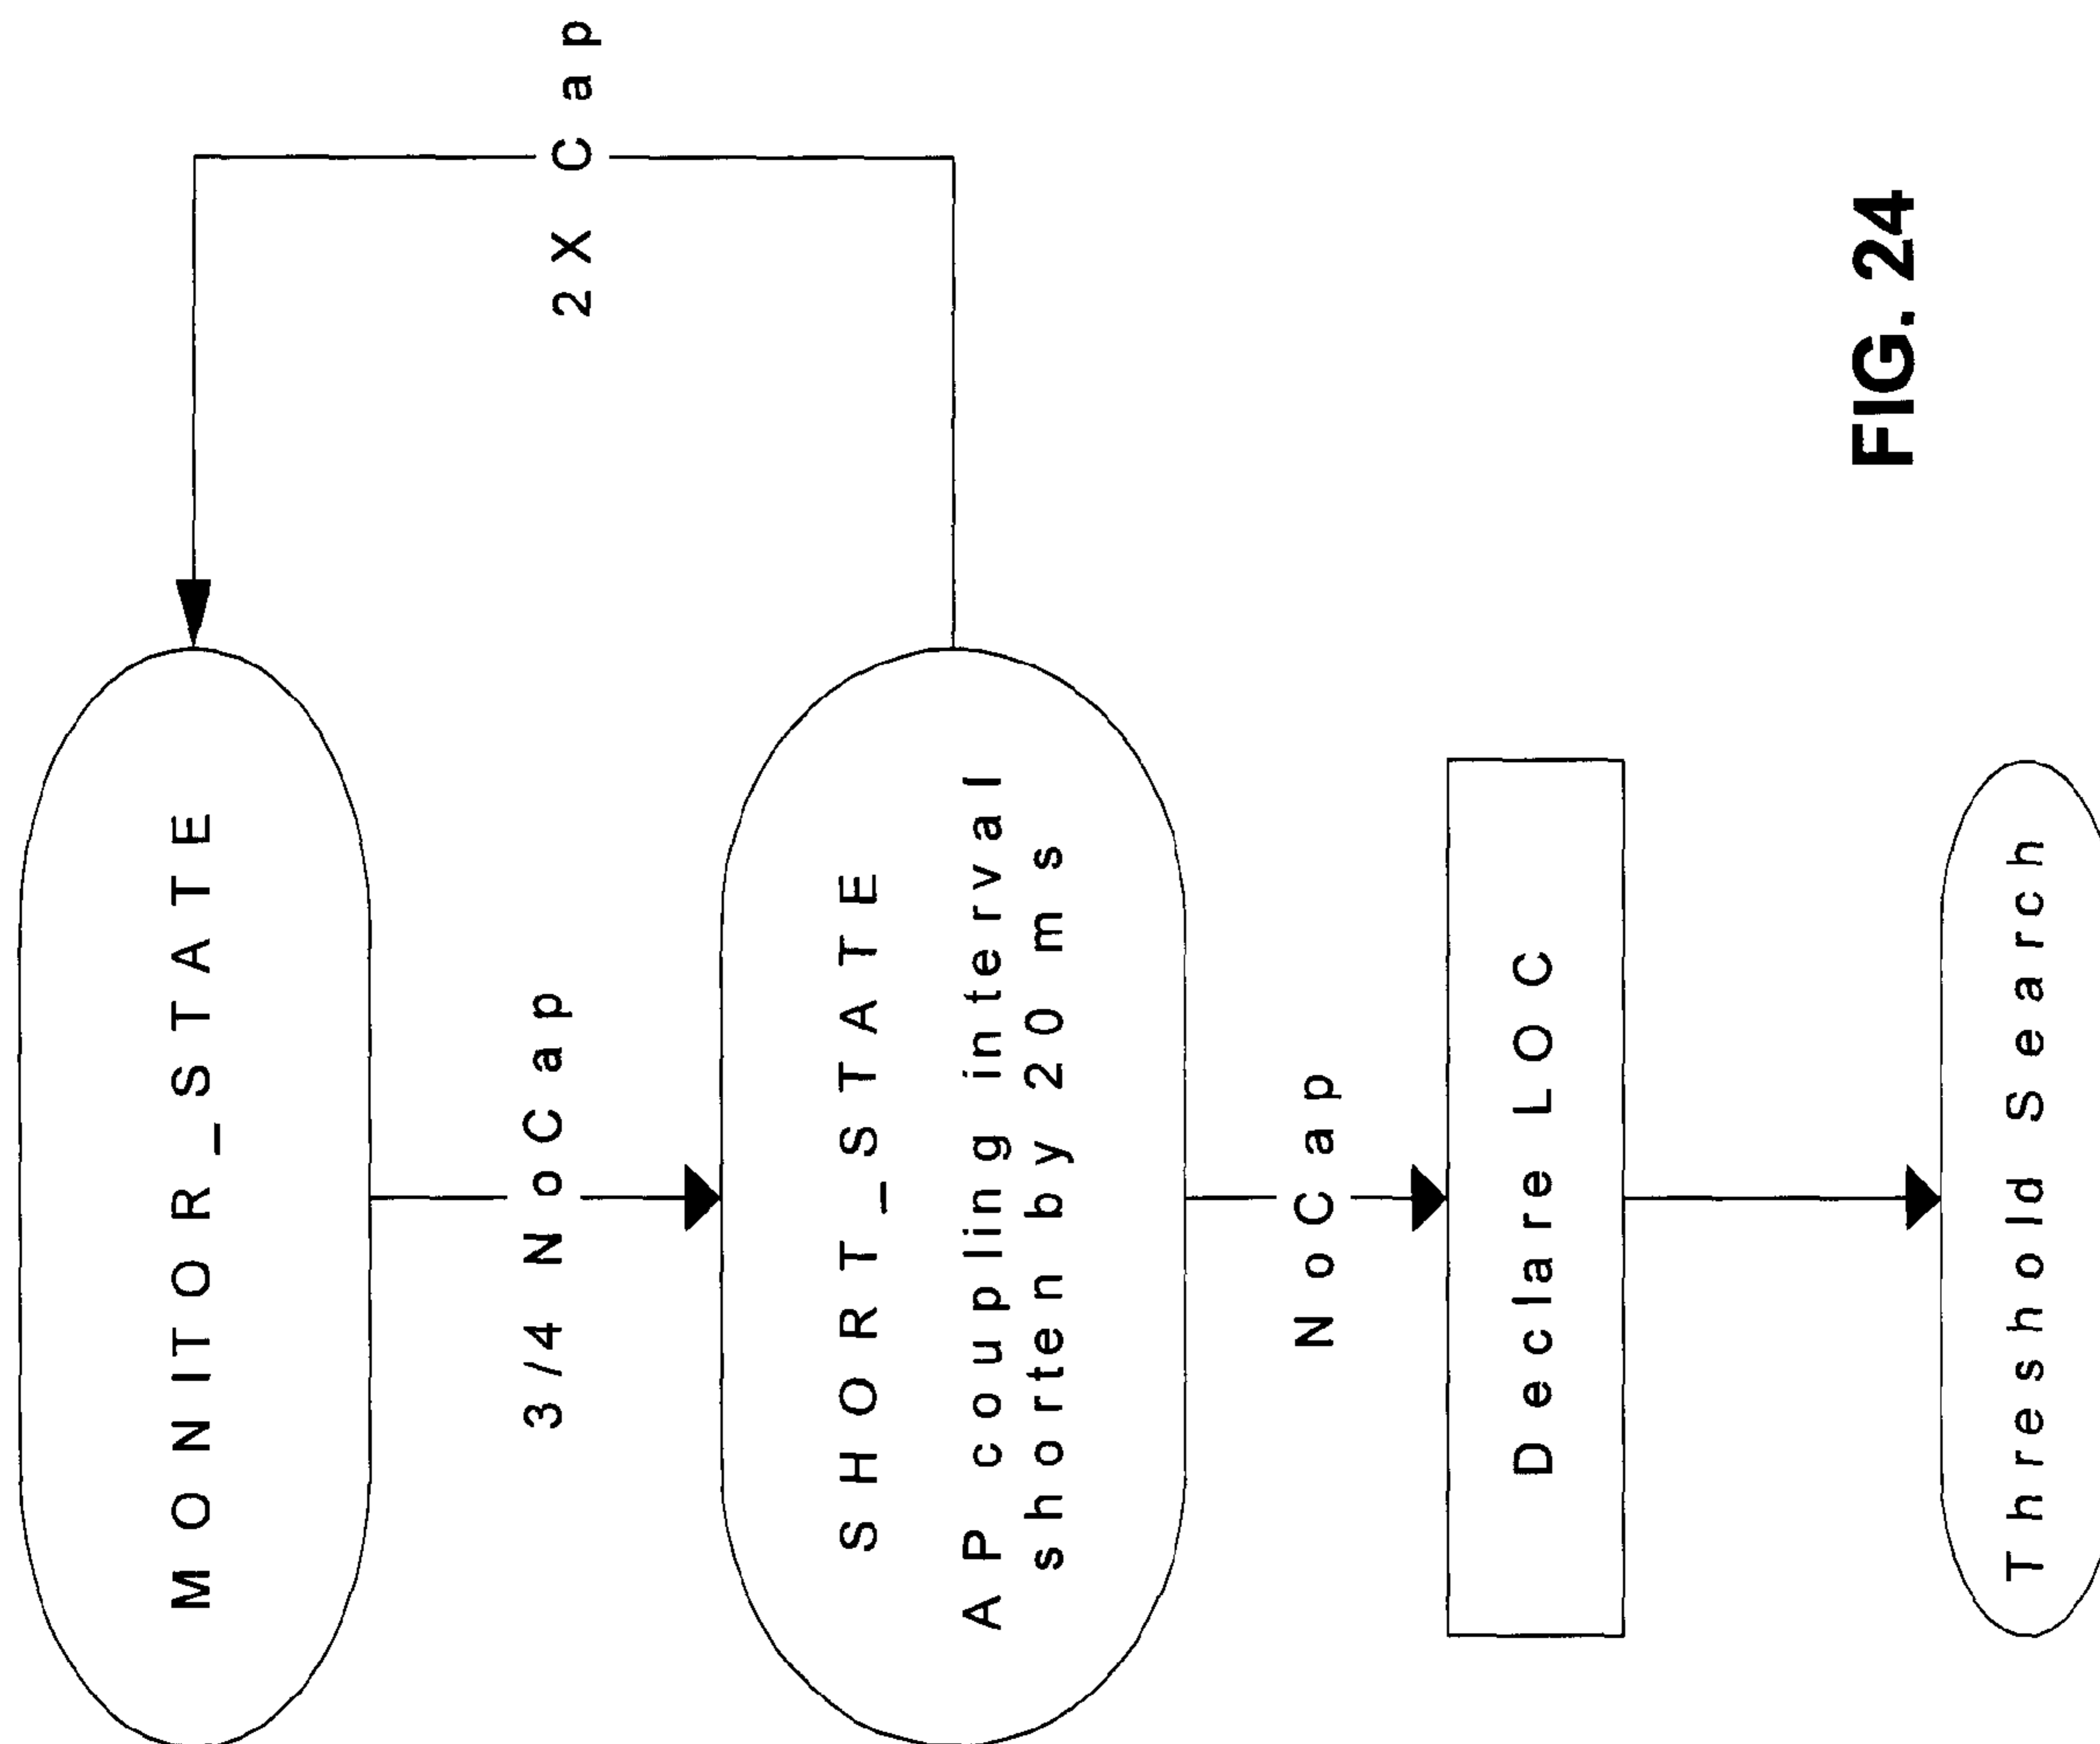 MONITOR_STATE
3/4 NoCap
2X Cap
SHORT_STATE
AP coupling interval
shorten by 20 ms
NoCap
Declare LOC
Threshold Search
FIG. 24